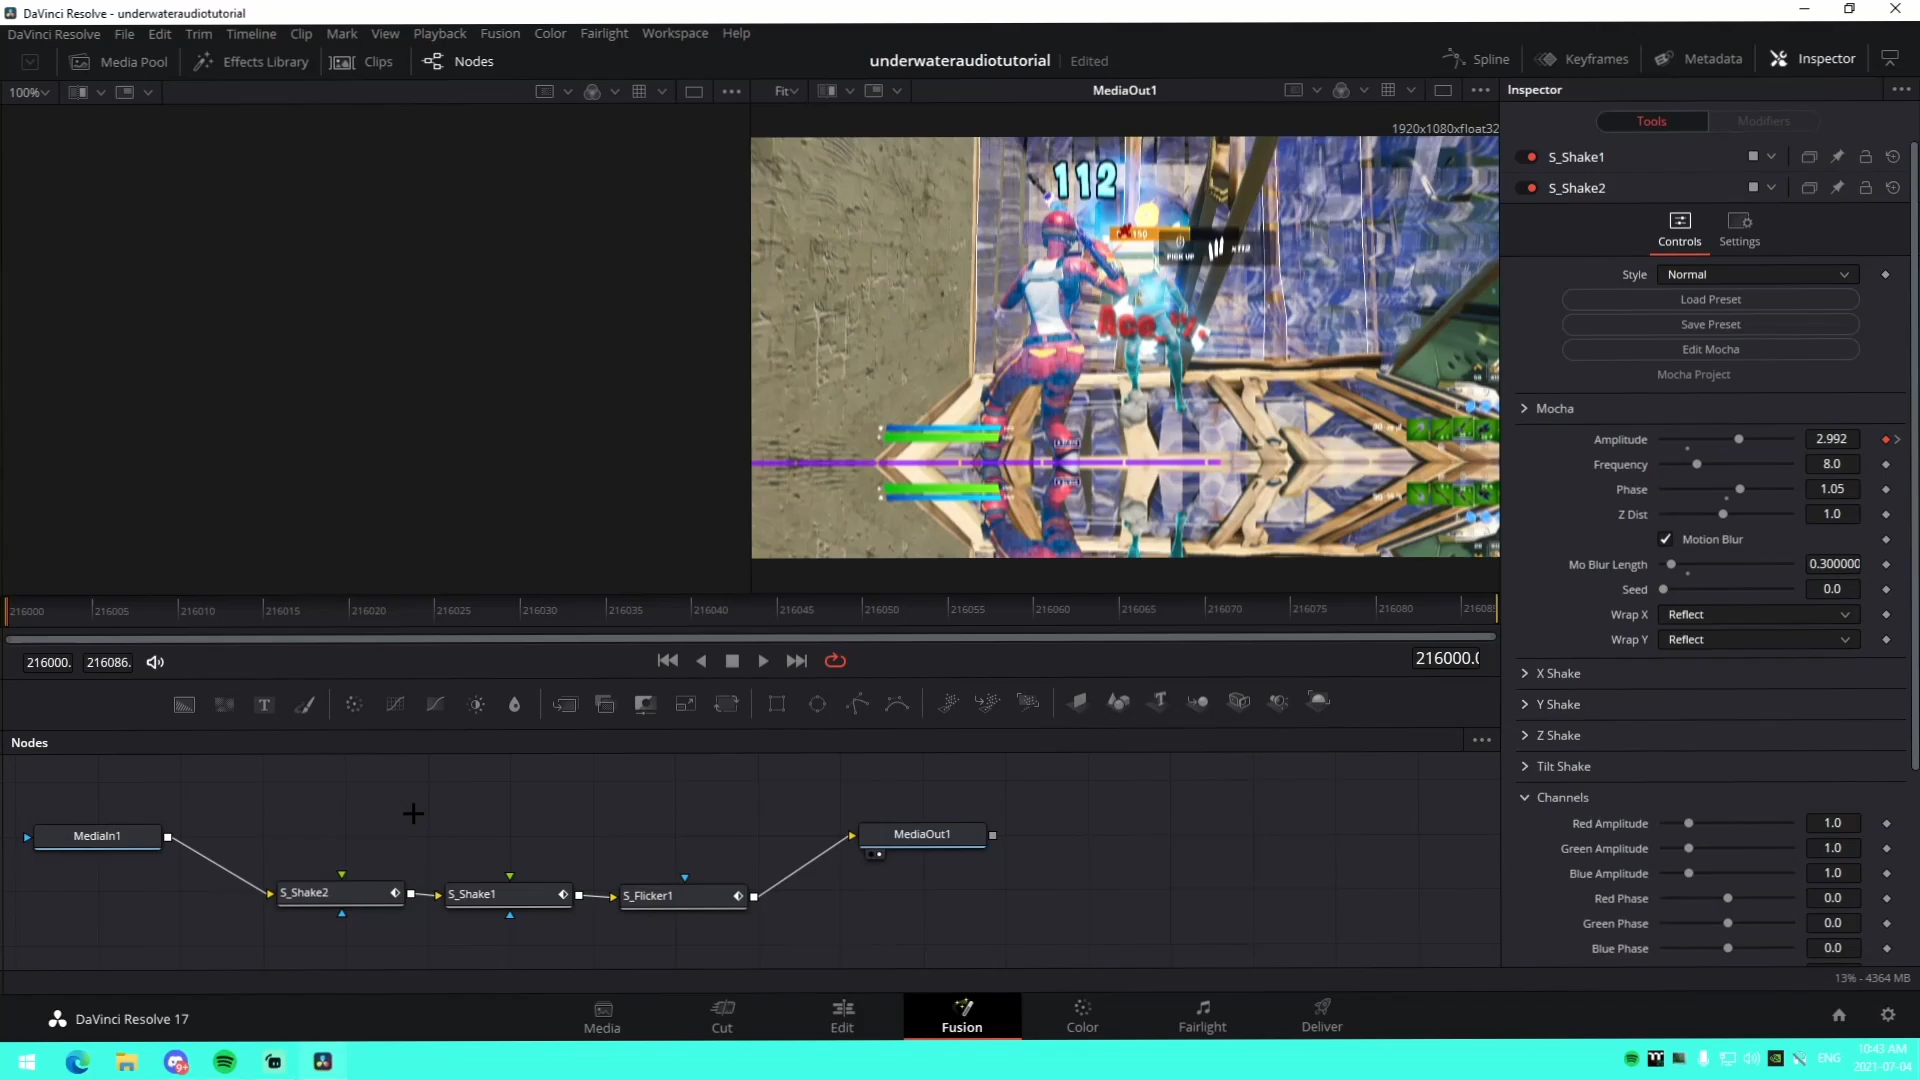 DaVinci Resolve - underwateraudiotutorial
DaVinci Resolve File Edit Trim Timeline Clip Mark View Playback Fusion Color Fairlight Workspace Help
Media Pool Effects Library Clips Nodes
underwateraudiotutorial Edited
Spline Keyframes Metadata Inspector
100% Fit MediaOut1 Inspector
1920x1080xfloat32
Tools Modifiers
S_Shake1
S_Shake2
Controls Settings
Style Normal
Load Preset
Save Preset
Edit Mocha
Mocha Project
Mocha
Amplitude 2.992
Frequency 8.0
Phase 1.05
Z Dist 1.0
Motion Blur
Mo Blur Length 0.300000
Seed 0.0
Wrap X Reflect
Wrap Y Reflect
X Shake
Y Shake
Z Shake
Tilt Shake
Channels
Red Amplitude 1.0
Green Amplitude 1.0
Blue Amplitude 1.0
Red Phase 0.0
Green Phase 0.0
Blue Phase 0.0
112
150
PICK UP
x112
216000 216005 216010 216015 216020 216025 216030 216035 216040 216045 216050 216055 216060 216065 216070 216075 216080 216085
216000. 216086. 216000.0
Nodes
MediaIn1
S_Shake2
S_Shake1
S_Flicker1
MediaOut1
13% - 4364 MB
DaVinci Resolve 17
Media Cut Edit Fusion Color Fairlight Deliver
9+
ENG
10:43 AM
2021-07-04